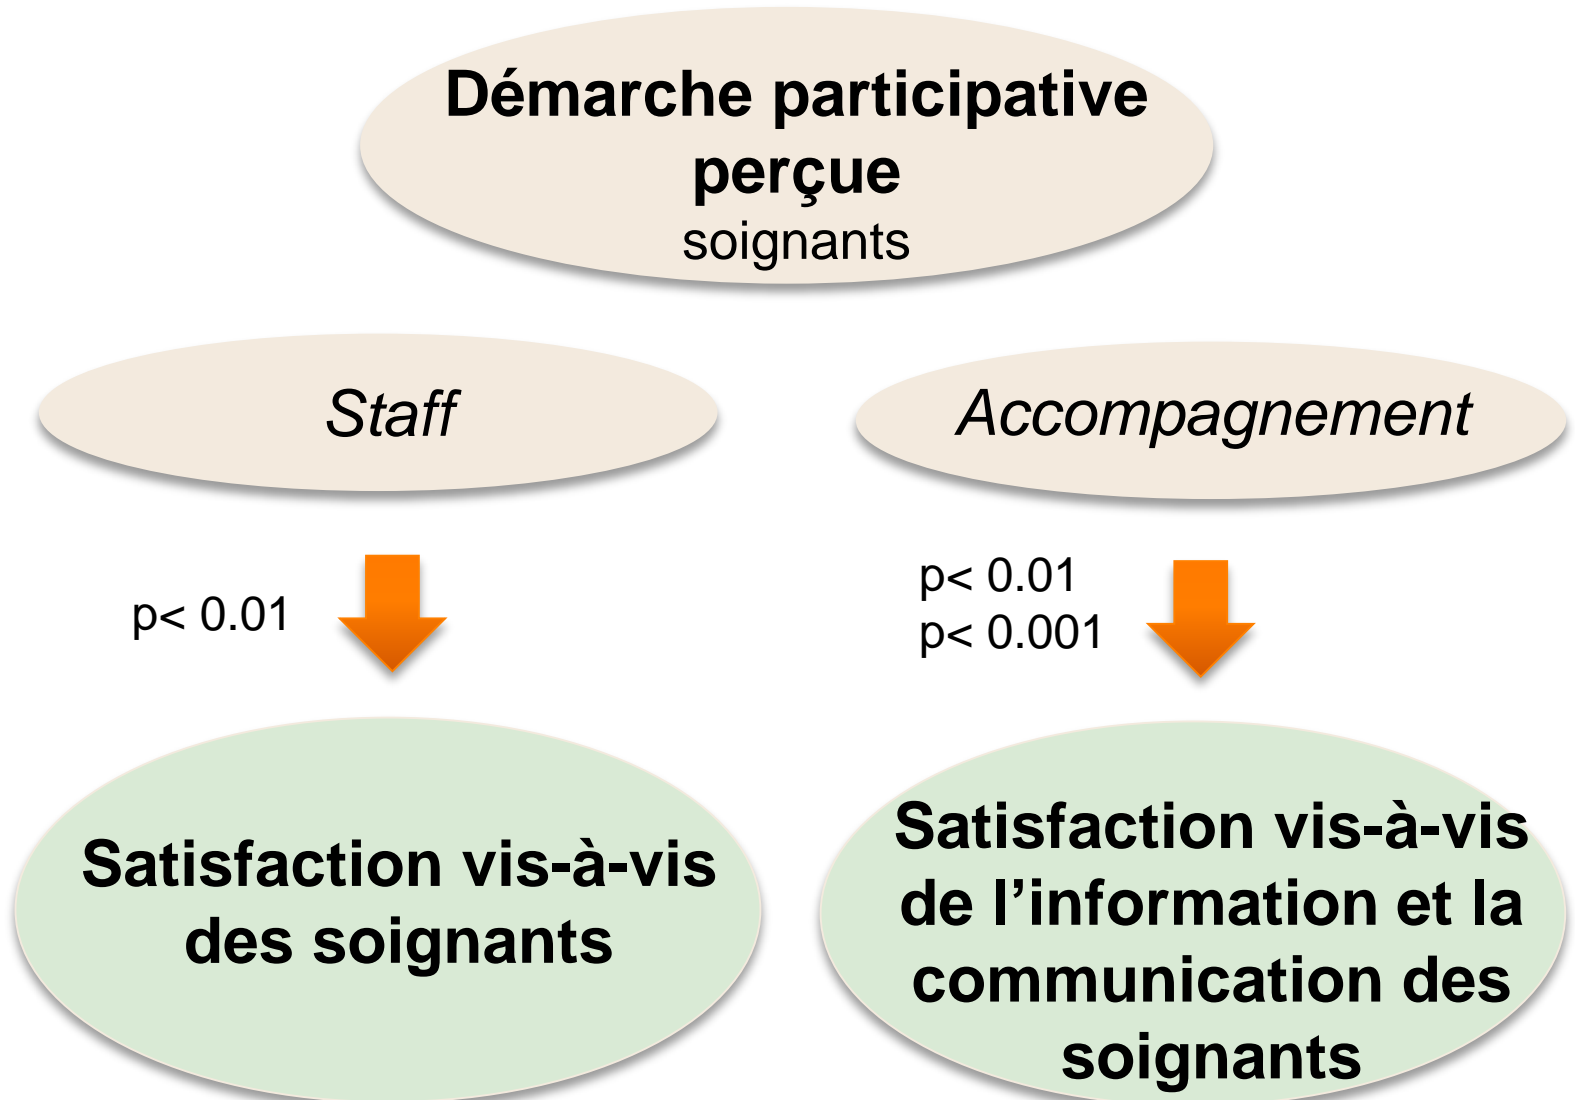 Démarche participative
perçue
soignants
Staff
Accompagnement
p< 0.01
p< 0.01
p< 0.001
Satisfaction vis-à-vis
des soignants
Satisfaction vis-à-vis
de l’information et la
communication des
soignants